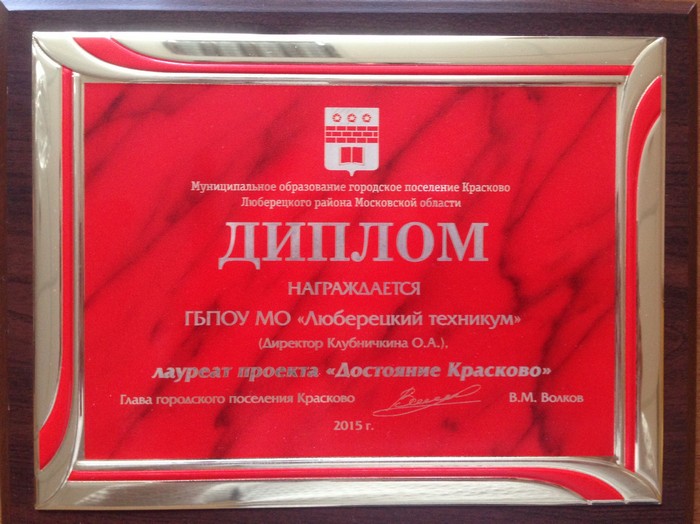 Муниципальное образование городское поселение Красково
Люберецкого района Московской области
ДИПЛОМ
НАГРАЖДАЕТСЯ
ГБПОУ МО «Люберецкий техникум»
(Директор Клубничкина О.А.),
лауреат проекта «Достояние Красково»
Глава городского поселения Красково В.М. Волков
2015 г.